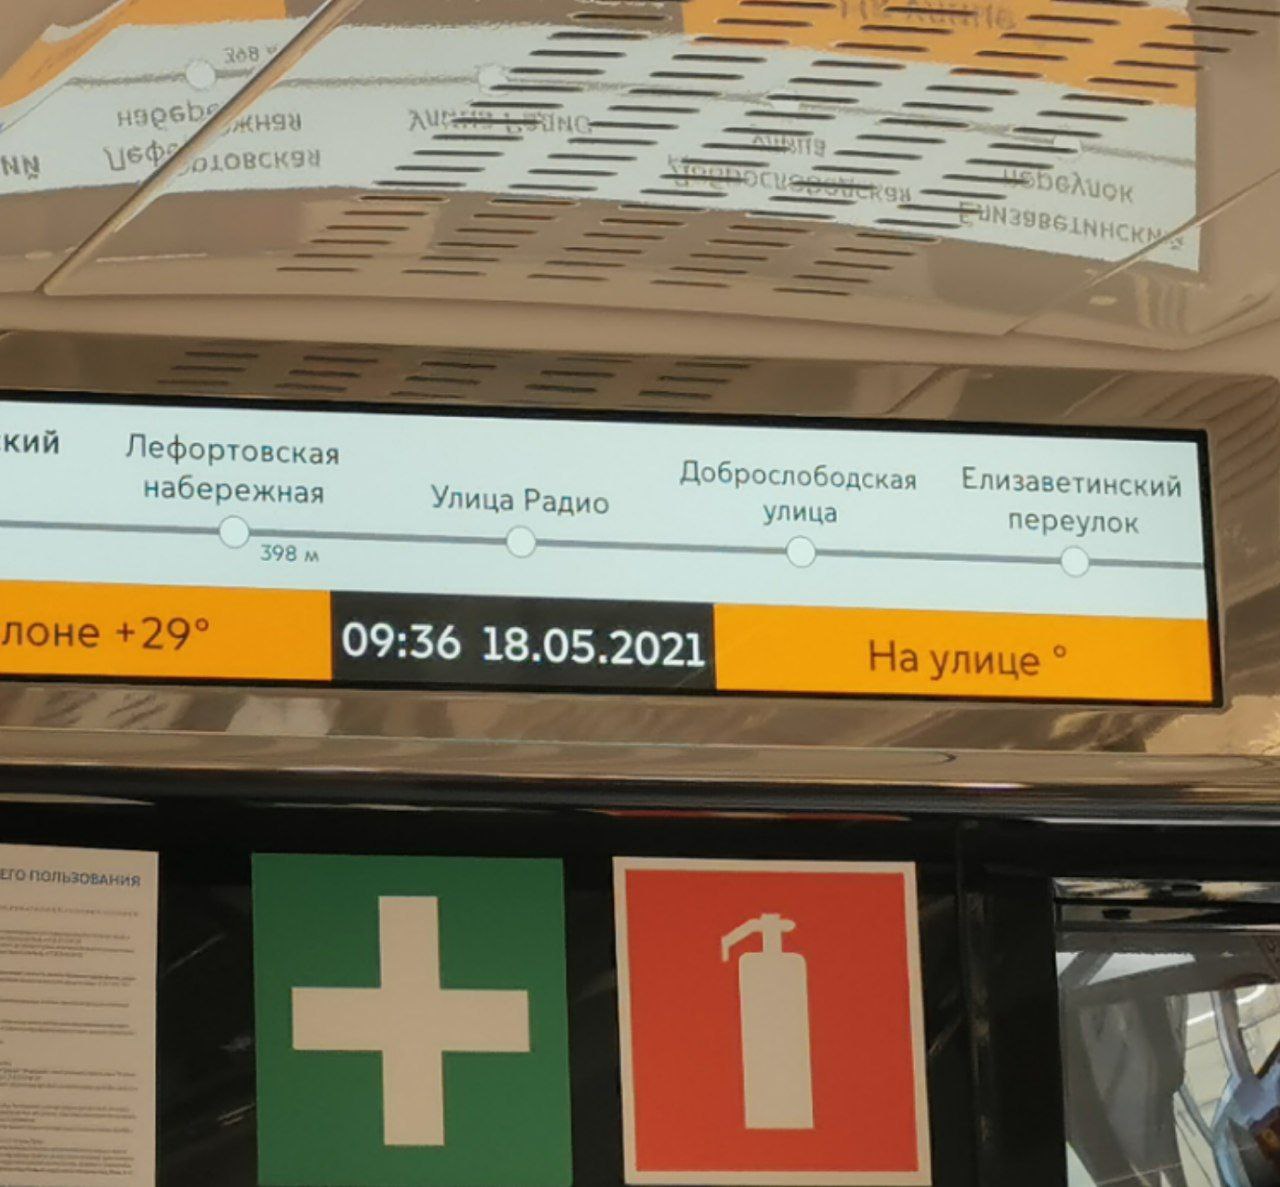 ский
Лефортовская
набережная
398 м
Улица Радио
Доброслободская
улица
Елизаветинский
переулок
лоне +29°
09:36 18.05.2021
На улице °
ЕГО ПОЛЬЗОВАНИЯ